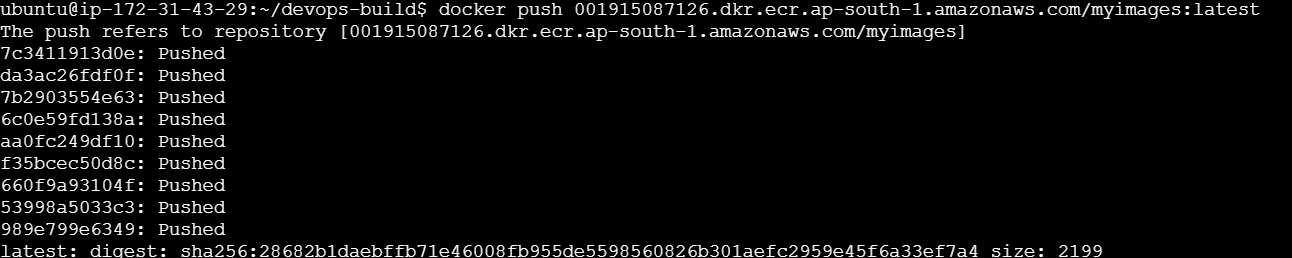 ubuntu@ip-172-31-43-29:~/devops-build$ docker push 001915087126.dkr.ecr.ap-south-1.amazonaws.com/myimages:latest
The push refers to repository [001915087126.dkr.ecr.ap-south-1.amazonaws.com/myimages]
7c3411913d0e: Pushed
da3ac26fdf0f: Pushed
7b2903554e63: Pushed
6c0e59fd138a: Pushed
aa0fc249df10: Pushed
f35bcec50d8c: Pushed
660f9a93104f: Pushed
53998a5033c3: Pushed
989e799e6349: Pushed
latest: digest: sha256:28682b1daebffb71e46008fb955de5598560826b301aefc2959e45f6a33ef7a4 size: 2199